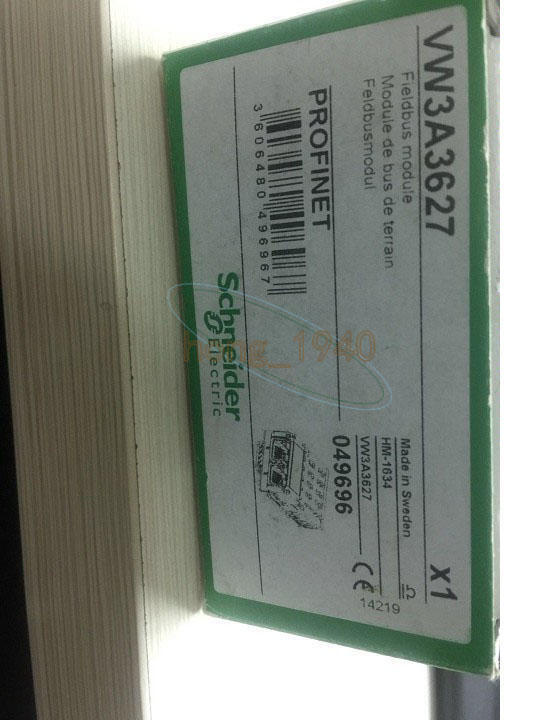 VW3A3627 x1
Fieldbus module
Module de bus de terrain
Feldbusmodul
Made in Sweden
HM-1634
VW3A3627
PROFINET
049696
CE
14219
3 606480 496967
Schneider
Electric